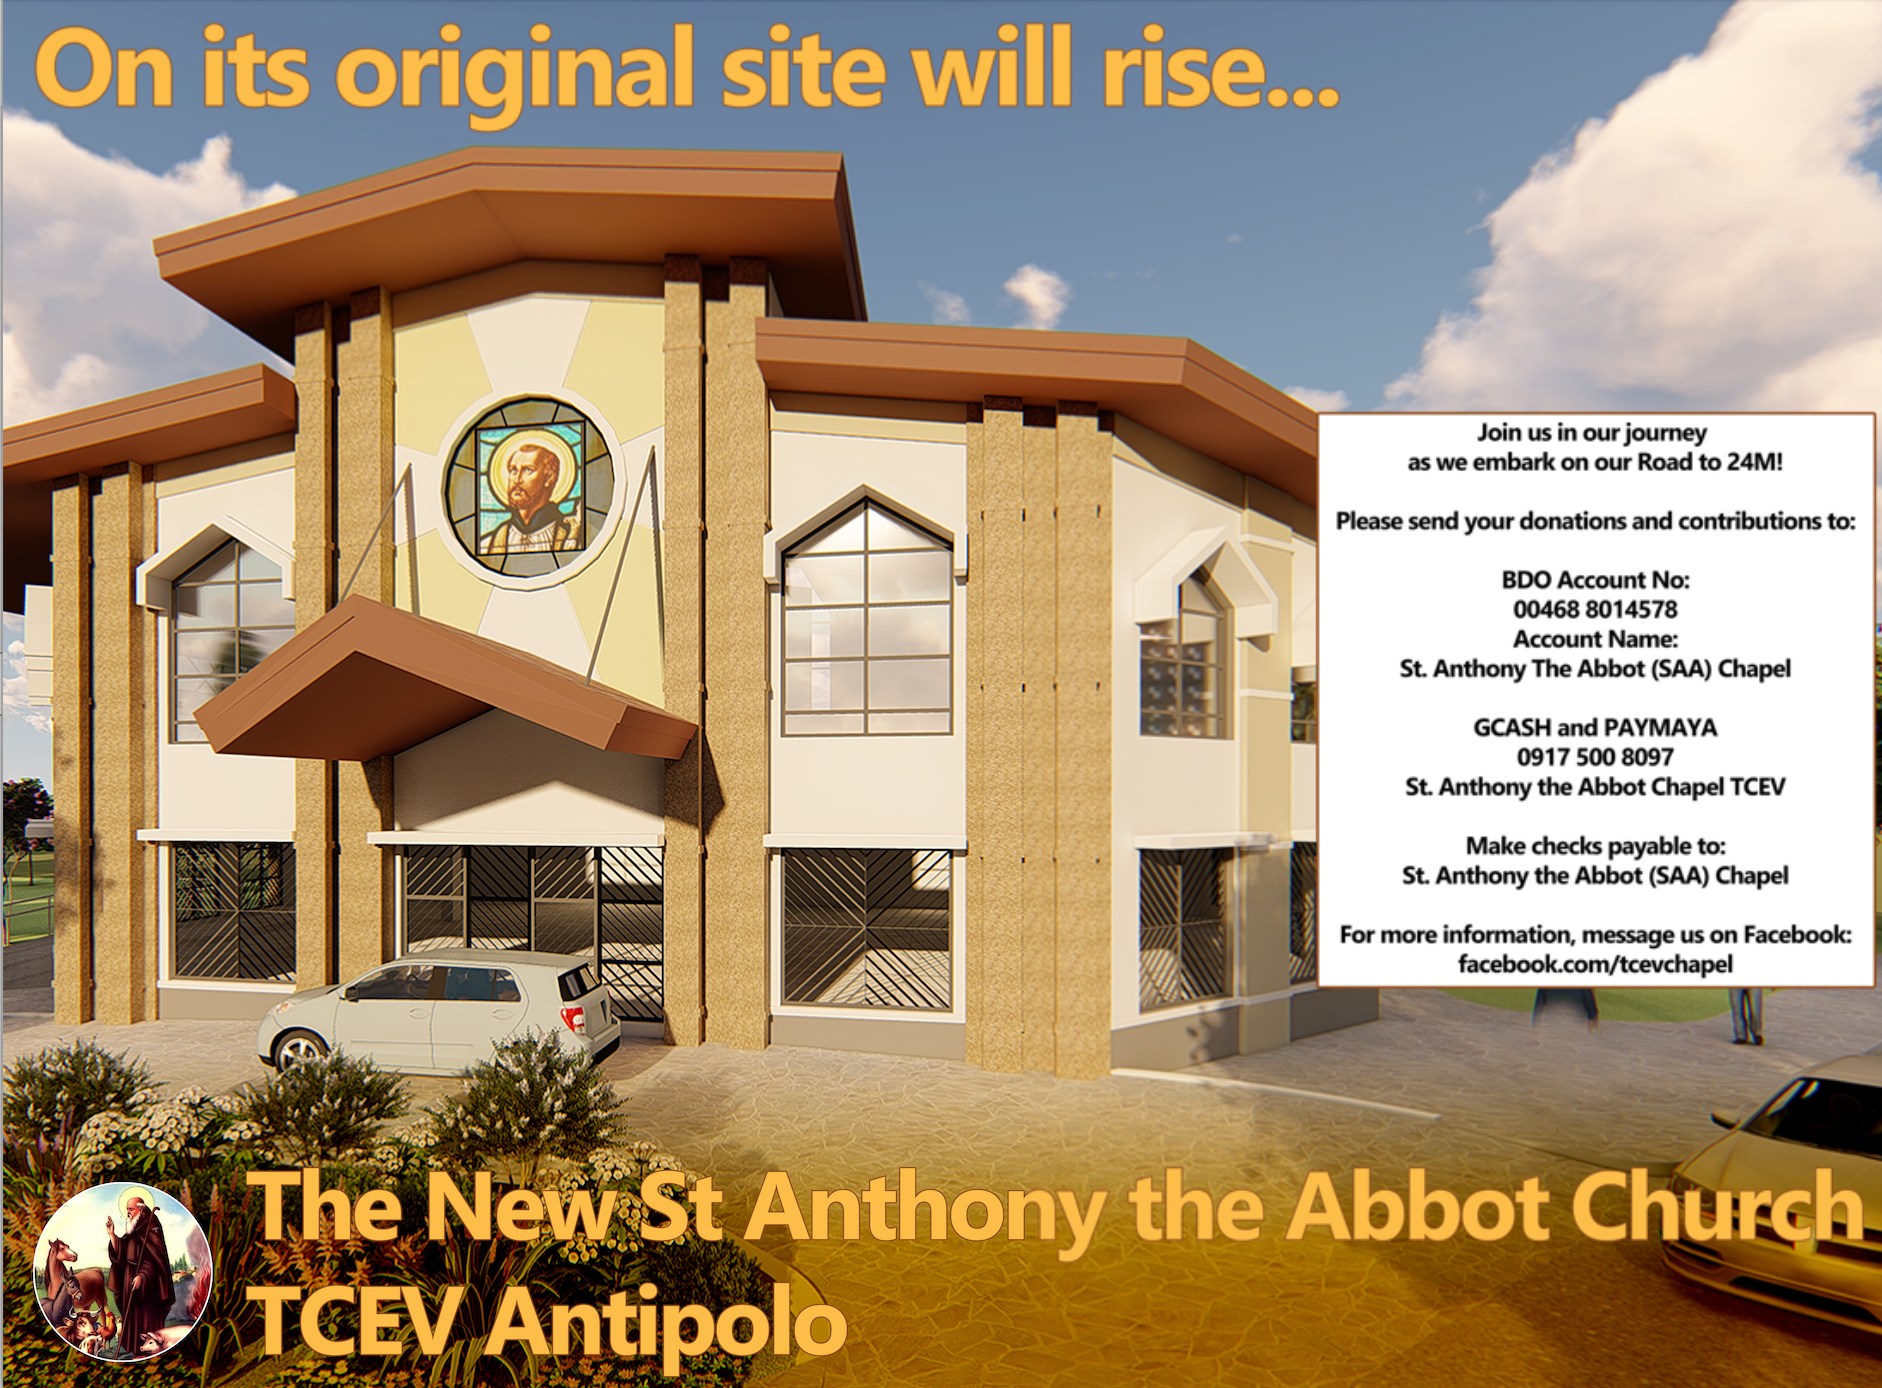 On its original site will rise...
Join us in our journey
as we embark on our Road to 24M!
Please send your donations and contributions to:
BDO Account No:
00468 8014578
Account Name:
St. Anthony The Abbot (SAA) Chapel
GCASH and PAYMAYA
0917 500 8097
St. Anthony the Abbot Chapel TCEV
Make checks payable to:
St. Anthony the Abbot (SAA) Chapel
For more information, message us on Facebook:
facebook.com/tcevchapel
The New St Anthony the Abbot Church
TCEV Antipolo